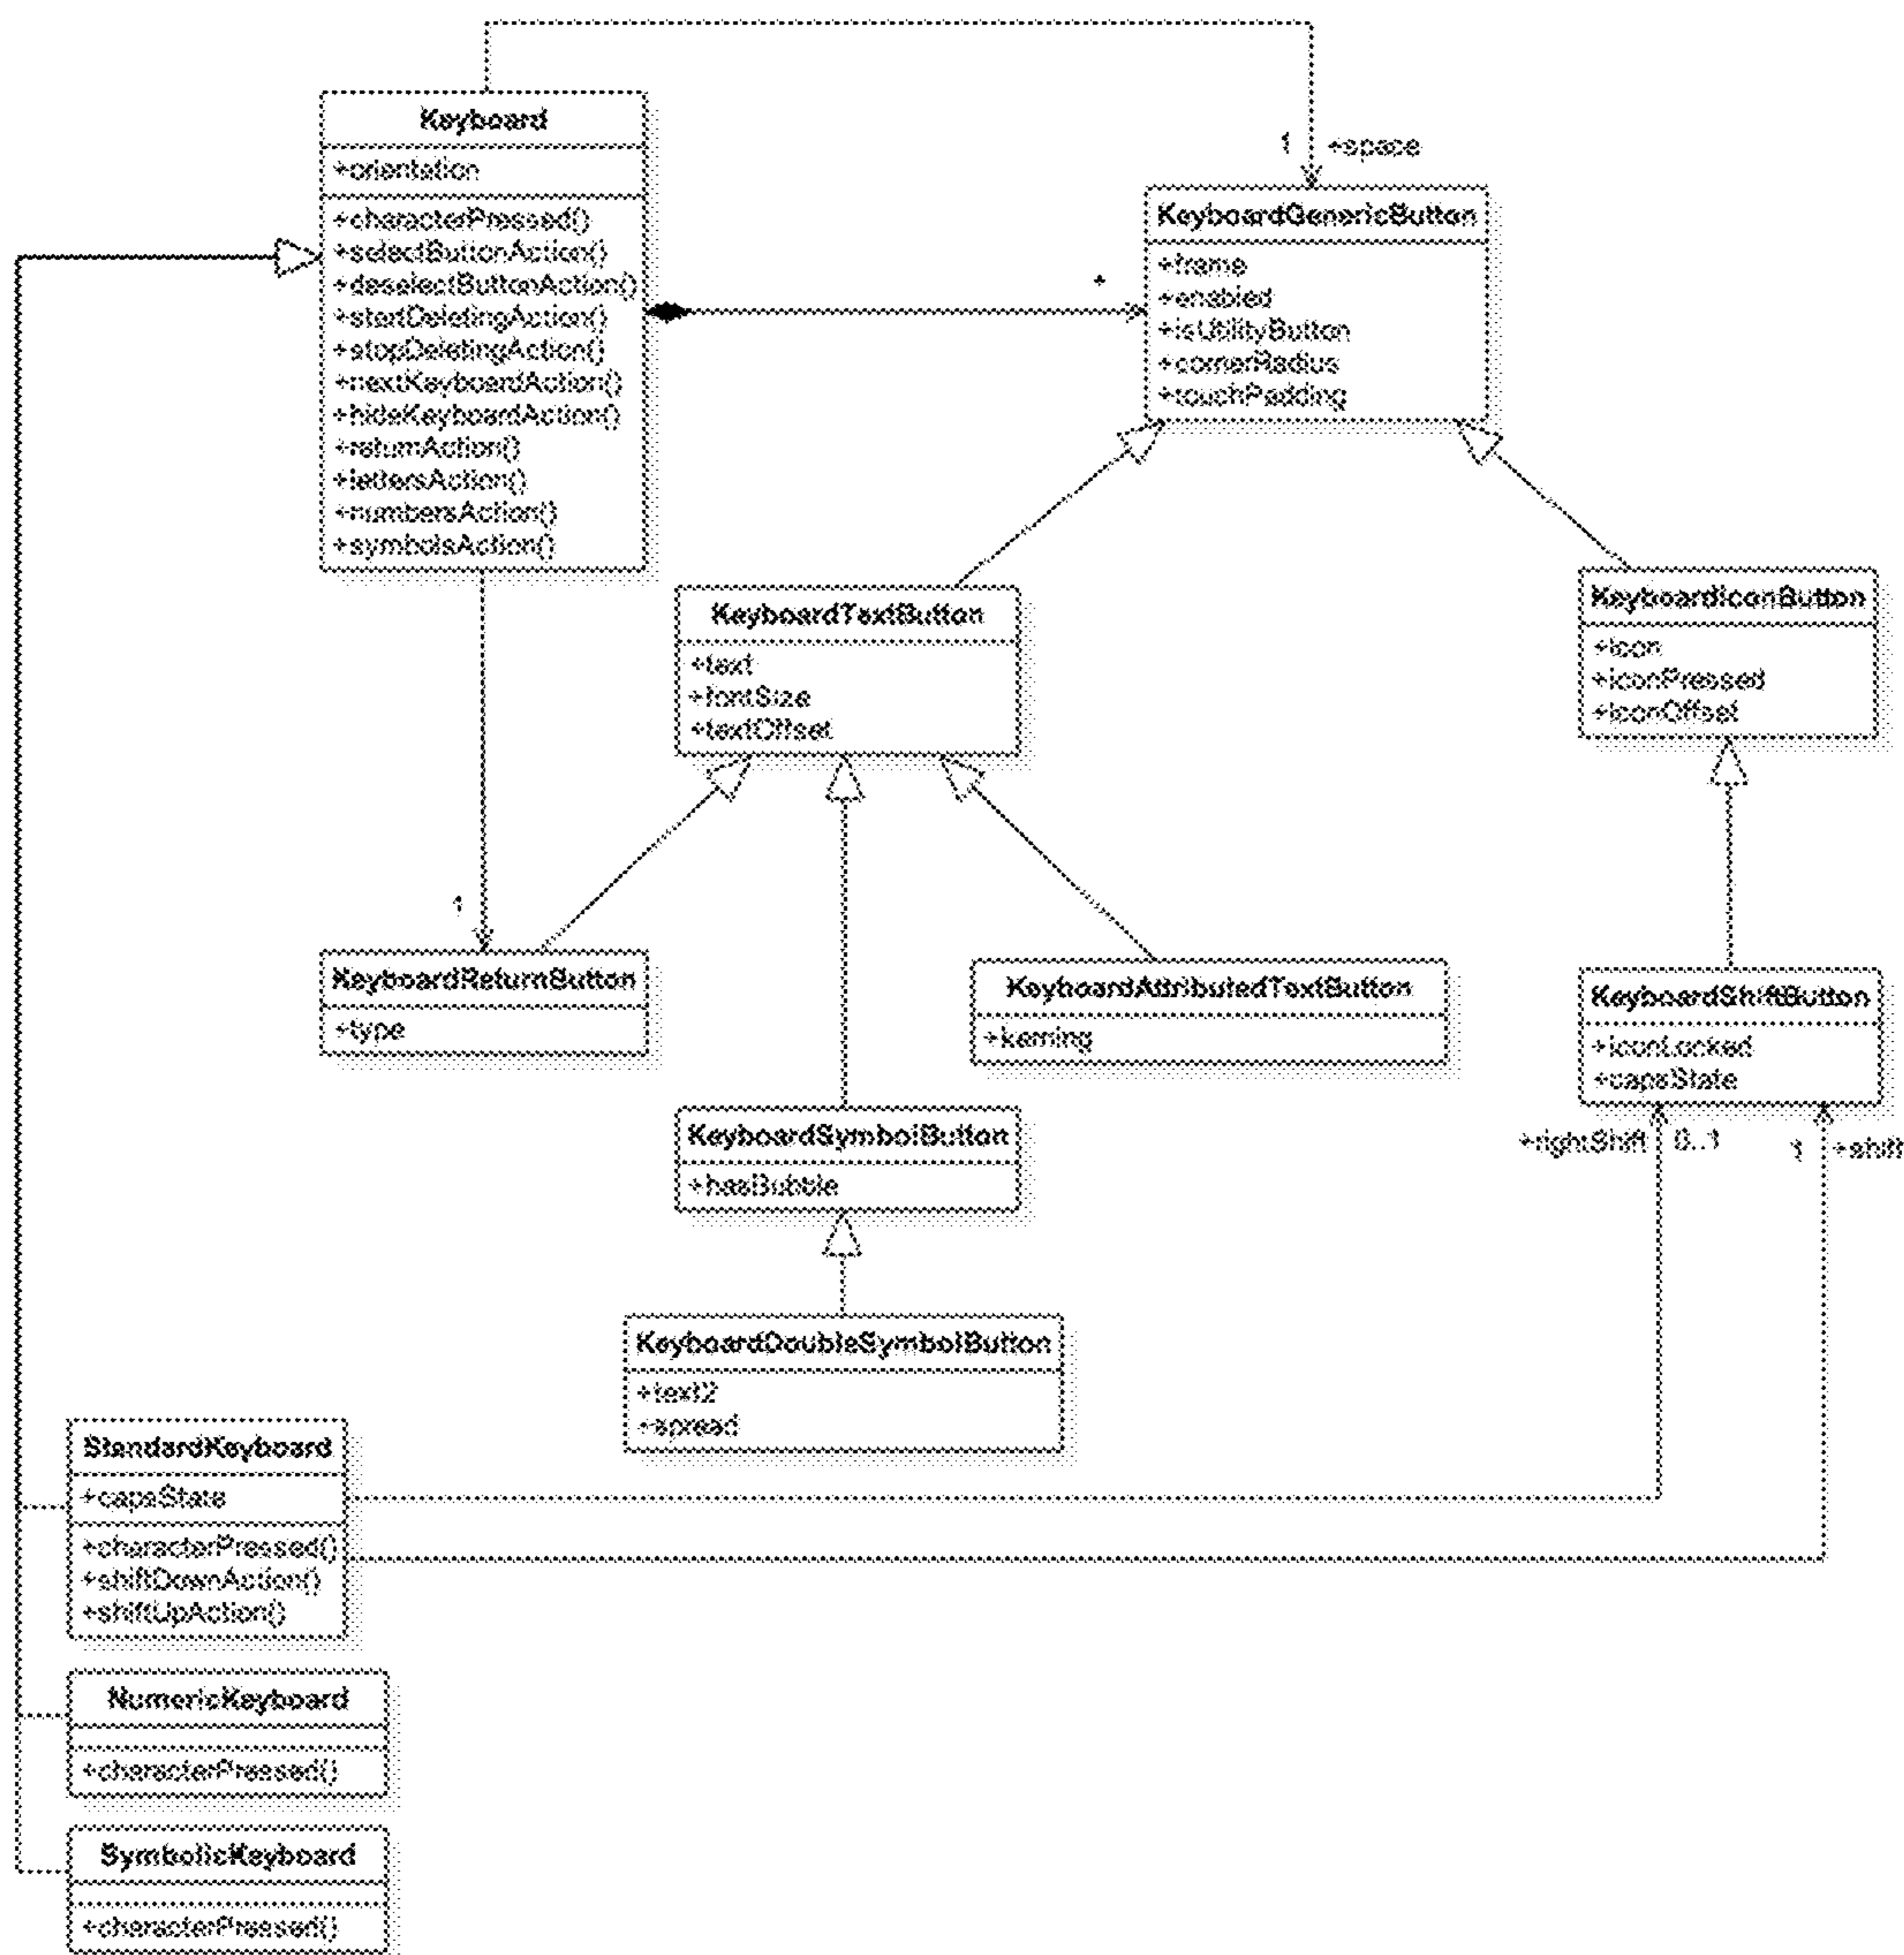 Keyboard
+orientation
+characterPressed()
+selectButtonAction()
+deselectButtonAction()
+startDeletingAction()
+stopDeletingAction()
+nextKeyboardAction()
+hideKeyboardAction()
+returnAction()
+lettersAction()
+numbersAction()
+symbolsAction()
1 +space
KeyboardGenericButton
+frame
+enabled
+isUtilityButton
+cornerRadius
+touchPadding
*
KeyboardTextButton
+text
+fontSize
+textOffset
KeyboardIconButton
+icon
+iconPressed
+iconOffset
1
KeyboardReturnButton
+type
KeyboardAttributedTextButton
+kerning
KeyboardShiftButton
+iconLocked
+capsState
+rightShift 0..1
1 +shift
KeyboardSymbolButton
+hasBubble
KeyboardDoubleSymbolButton
+text2
+spread
StandardKeyboard
+capsState
+characterPressed()
+shiftDownAction()
+shiftUpAction()
NumericKeyboard
+characterPressed()
SymbolicKeyboard
+characterPressed()